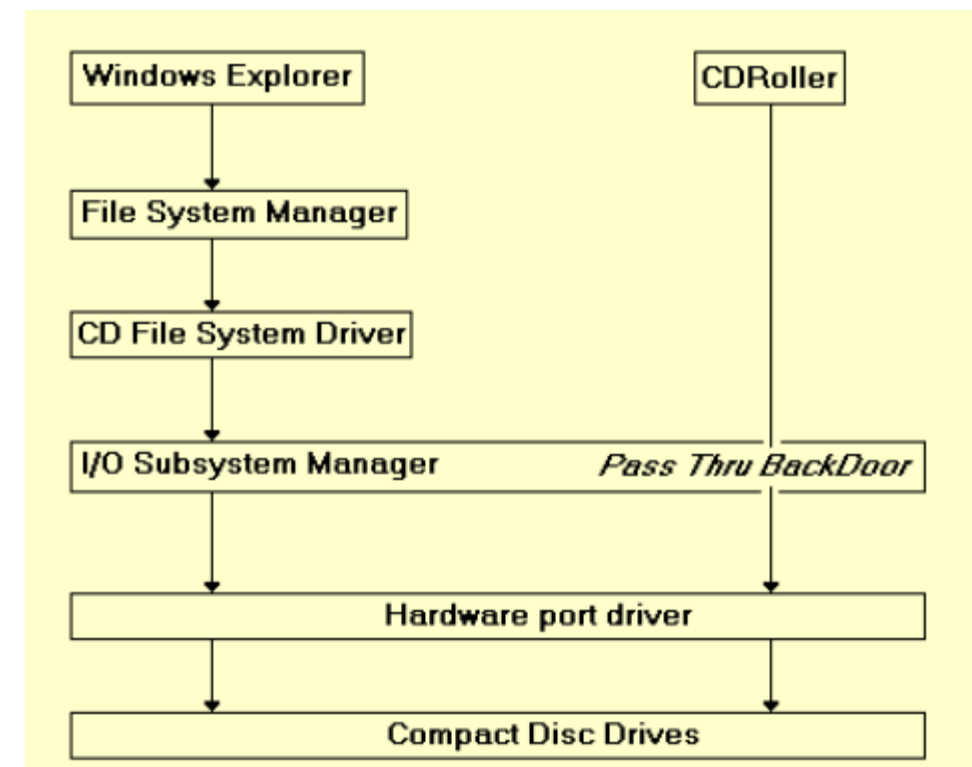 Windows Explorer
CDRoller
File System Manager
CD File System Driver
I/O Subsystem Manager
Pass Thru BackDoor
Hardware port driver
Compact Disc Drives